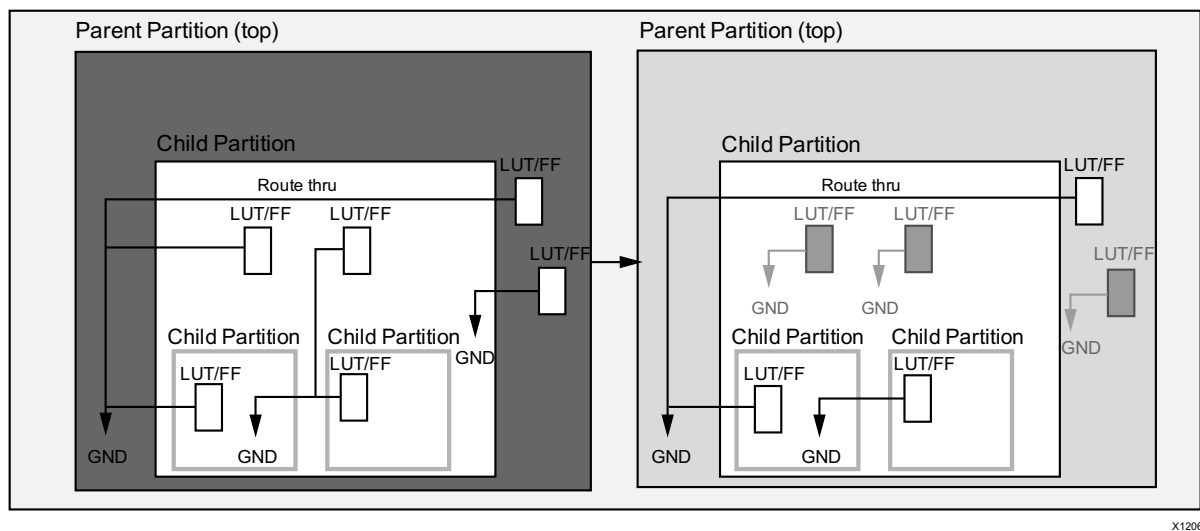 Parent Partition (top)
Child Partition
LUT/FF
Route thru
LUT/FF LUT/FF
LUT/FF
Child Partition Child Partition
GND
LUT/FF
LUT/FF
GND
GND
Parent Partition (top)
Child Partition
LUT/FF
Route thru
LUT/FF LUT/FF
LUT/FF
GND GND
Child Partition Child Partition
GND
LUT/FF
LUT/FF
GND
GND